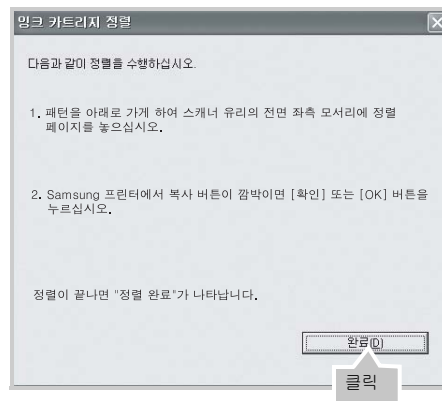 잉크 카트리지 정렬
다음과 같이 정렬을 수행하십시오.
1. 패턴을 아래로 가게 하여 스캐너 유리의 전면 좌측 모서리에 정렬
페이지를 놓으십시오.
2. Samsung 프린터에서 복사 버튼이 깜박이면 [확인] 또는 [OK] 버튼을
누르십시오.
정렬이 끝나면 "정렬 완료"가 나타납니다.
완료(D)
클릭